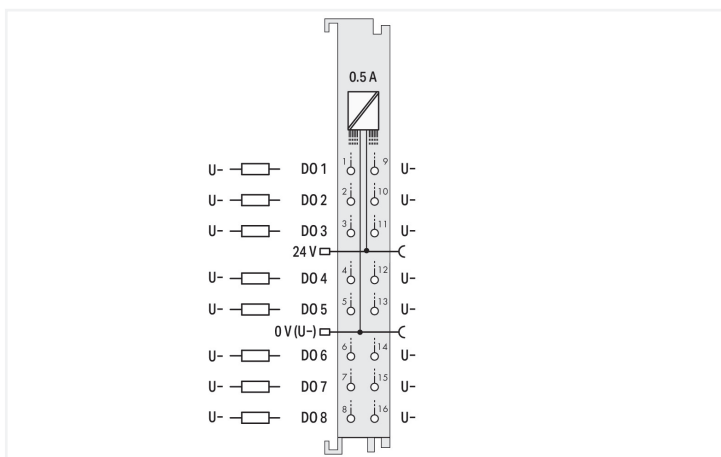 0.5 A
U- DO 1 1 9 U-
U- DO 2 2 10 U-
U- DO 3 3 11 U-
24 V
U- DO 4 4 12 U-
U- DO 5 5 13 U-
0 V (U-)
U- DO 6 6 14 U-
U- DO 7 7 15 U-
U- DO 8 8 16 U-